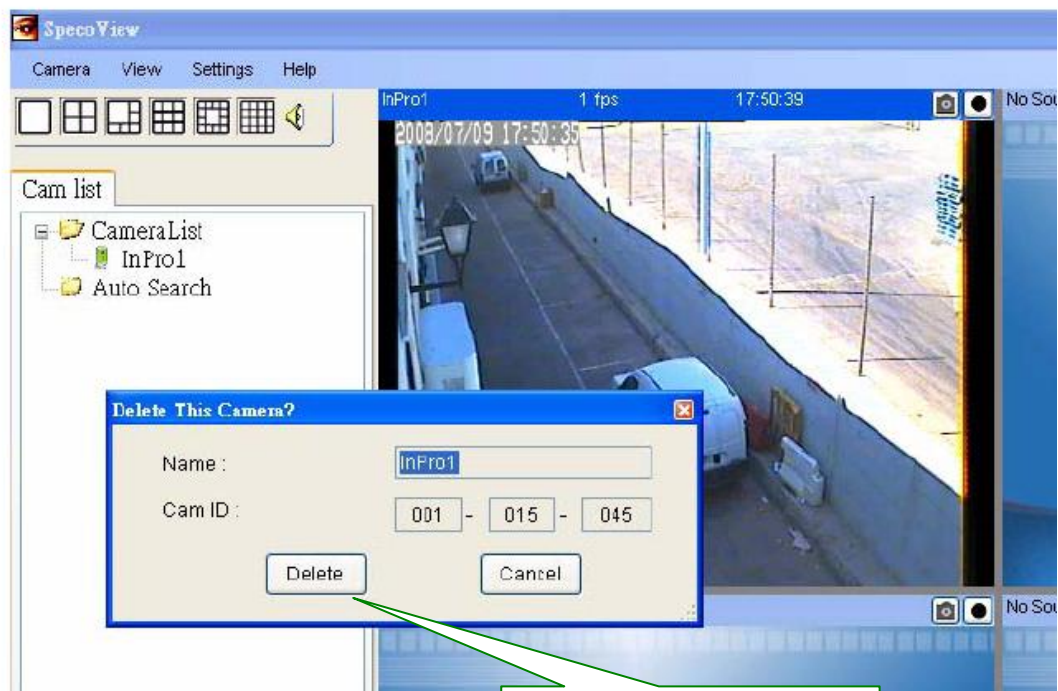 SpecoView
Camera View Settings Help
InPro1 1 fps 17:50:39
No Sou
2008/07/09 17:50:35
Cam list
CameraList
InPro1
Auto Search
Delete This Camera?
Name :
InPro1
Cam ID :
001 - 015 - 045
Delete Cancel
No Sou